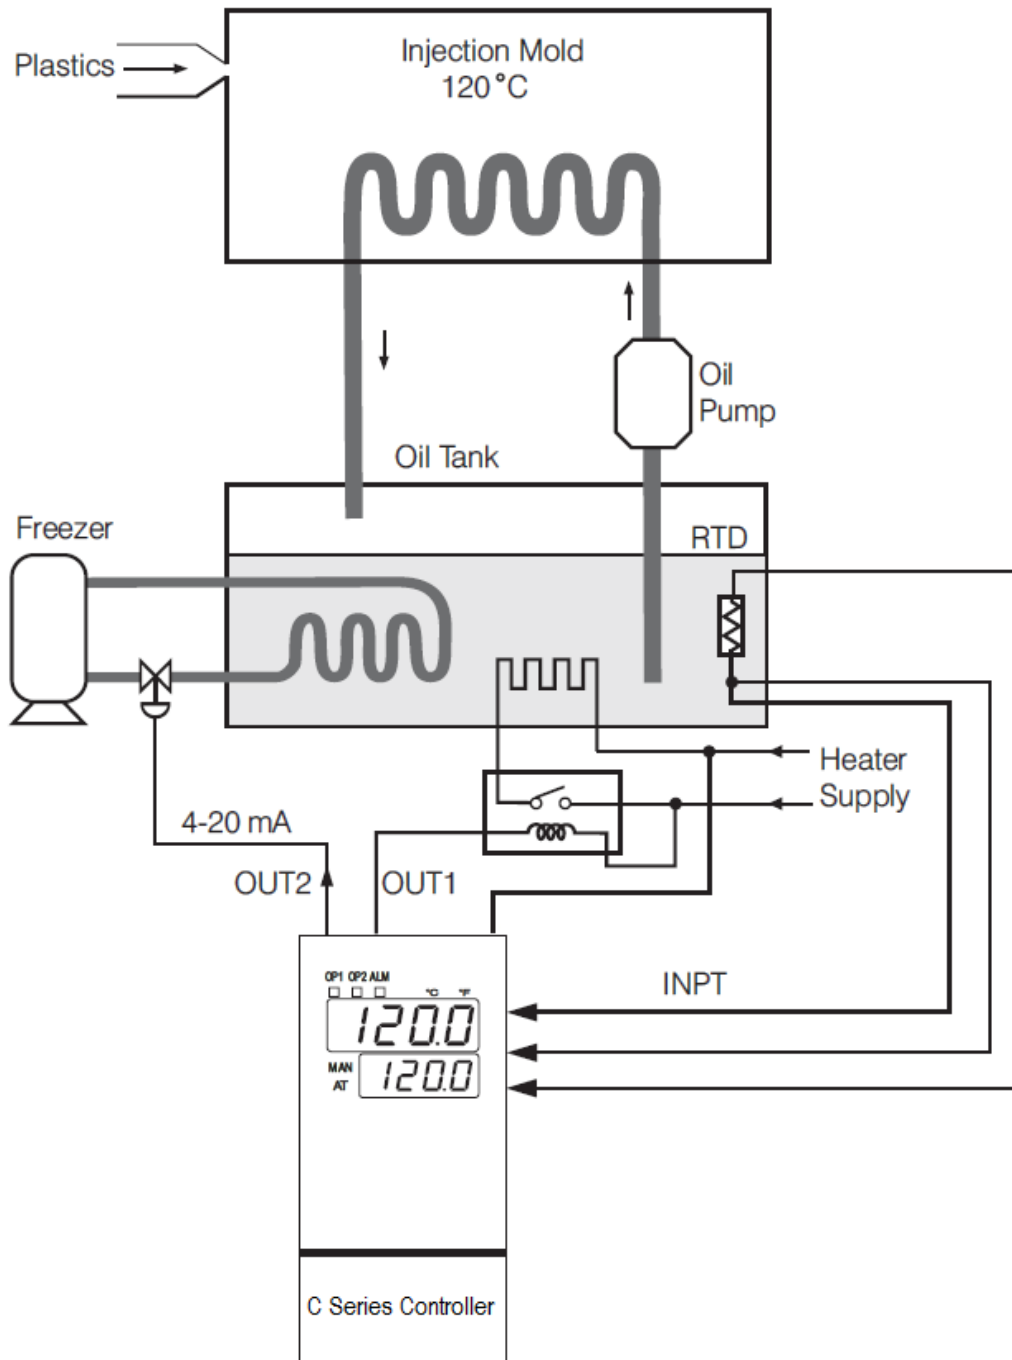 Injection Mold
120°C
Plastics
Oil
Pump
Oil Tank
Freezer
RTD
Heater
Supply
4-20 mA
OUT2
OUT1
INPT
OP1 OP2 ALM °C °F
120.0
MAN
AT
120.0
C Series Controller